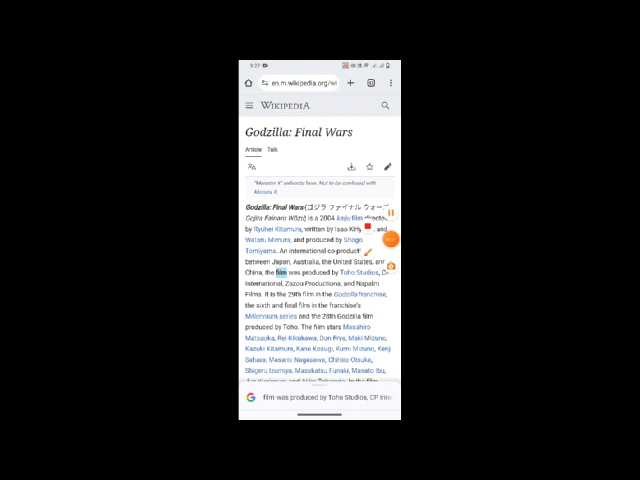 9:27
en.m.wikipedia.org/wi
WIKIPEDIA
Godzilla: Final Wars
Article Talk
"Monster X" redirects here. Not to be confused with
Monsta X.
Godzilla: Final Wars (ゴジラ ファイナル ウォーズ
Gojira Fainaru Wōzu) is a 2004 kaiju film directed
by Ryuhei Kitamura, written by Isao Kiriy and
Wataru Mimura, and produced by Shogo
Tomiyama. An international co-product
between Japan, Australia, the United States, and
China, the film was produced by Toho Studios, CP
International, Zazou Productions, and Napalm
Films. It is the 29th film in the Godzilla franchise,
the sixth and final film in the franchise's
Millennium series and the 28th Godzilla film
produced by Toho. The film stars Masahiro
Matsuoka, Rei Kikukawa, Don Frye, Maki Mizuno,
Kazuki Kitamura, Kane Kosugi, Kumi Mizuno, Kenji
Sahara, Masami Nagasawa, Chihiro Otsuka,
Shigeru Izumiya, Masakatsu Funaki, Masato Ibu,
film was produced by Toho Studios, CP Inte